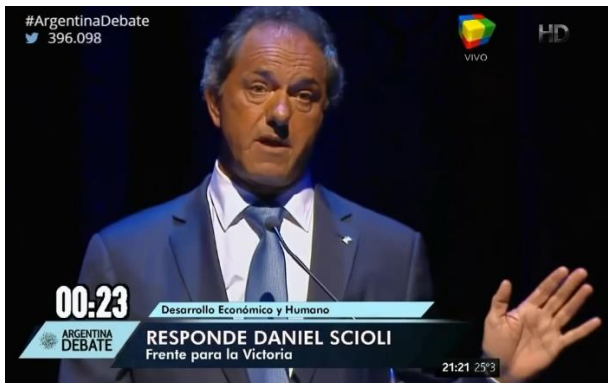 #ArgentinaDebate
396.098
VIVO
HD
00:23
Desarrollo Económico y Humano
ARGENTINA
DEBATE
RESPONDE DANIEL SCIOLI
Frente para la Victoria
21:21 25°3